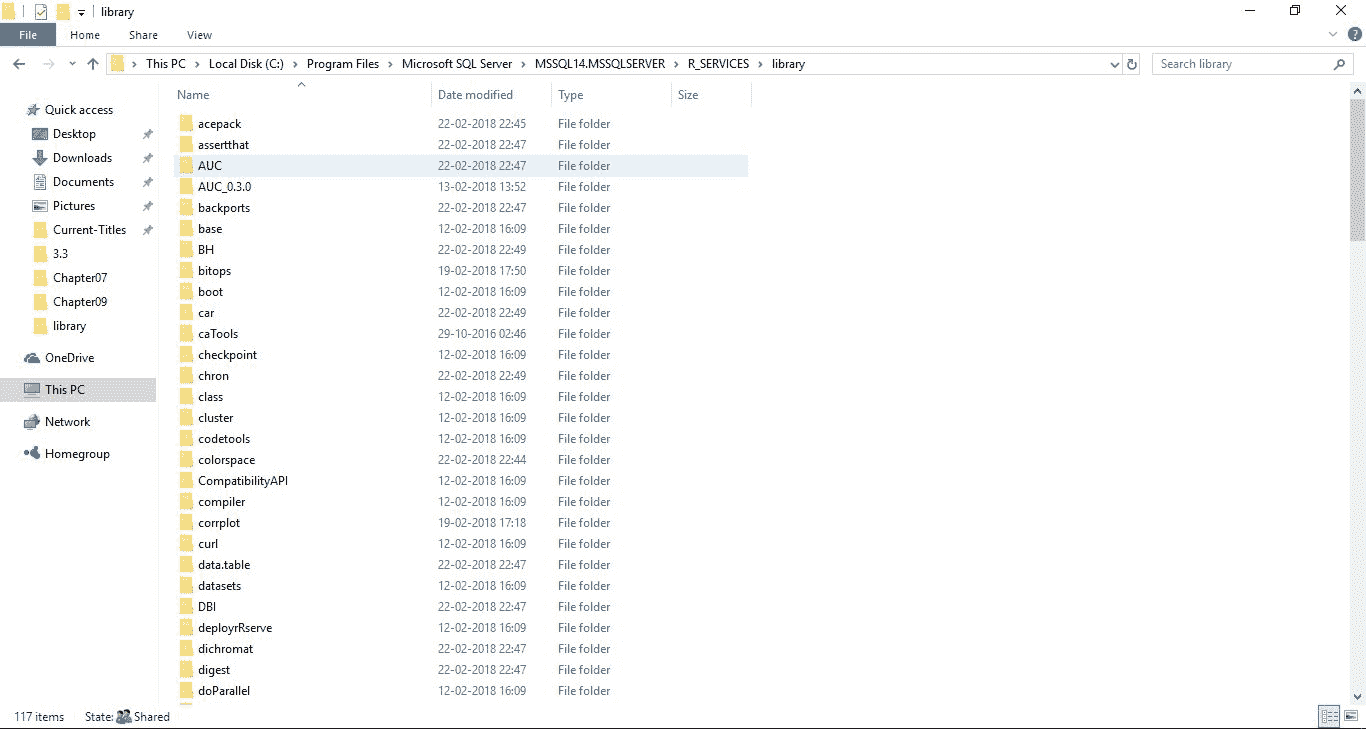 library
File Home Share View
This PC Local Disk (C:) Program Files Microsoft SQL Server MSSQL14.MSSQLSERVER R_SERVICES library Search library
Quick access
Desktop
Downloads
Documents
Pictures
Current-Titles
3.3
Chapter07
Chapter09
library
OneDrive
This PC
Network
Homegroup
Name Date modified Type Size
acepack 22-02-2018 22:45 File folder
assertthat 22-02-2018 22:47 File folder
AUC 22-02-2018 22:47 File folder
AUC_0.3.0 13-02-2018 13:52 File folder
backports 22-02-2018 22:47 File folder
base 12-02-2018 16:09 File folder
BH 22-02-2018 22:49 File folder
bitops 19-02-2018 17:50 File folder
boot 12-02-2018 16:09 File folder
car 22-02-2018 22:49 File folder
caTools 29-10-2016 02:46 File folder
checkpoint 12-02-2018 16:09 File folder
chron 22-02-2018 22:49 File folder
class 12-02-2018 16:09 File folder
cluster 12-02-2018 16:09 File folder
codetools 12-02-2018 16:09 File folder
colorspace 22-02-2018 22:44 File folder
CompatibilityAPI 12-02-2018 16:09 File folder
compiler 12-02-2018 16:09 File folder
corrplot 19-02-2018 17:18 File folder
curl 12-02-2018 16:09 File folder
data.table 22-02-2018 22:47 File folder
datasets 12-02-2018 16:09 File folder
DBI 22-02-2018 22:47 File folder
deployrRserve 12-02-2018 16:09 File folder
dichromat 22-02-2018 22:47 File folder
digest 22-02-2018 22:47 File folder
doParallel 12-02-2018 16:09 File folder
117 items State: Shared